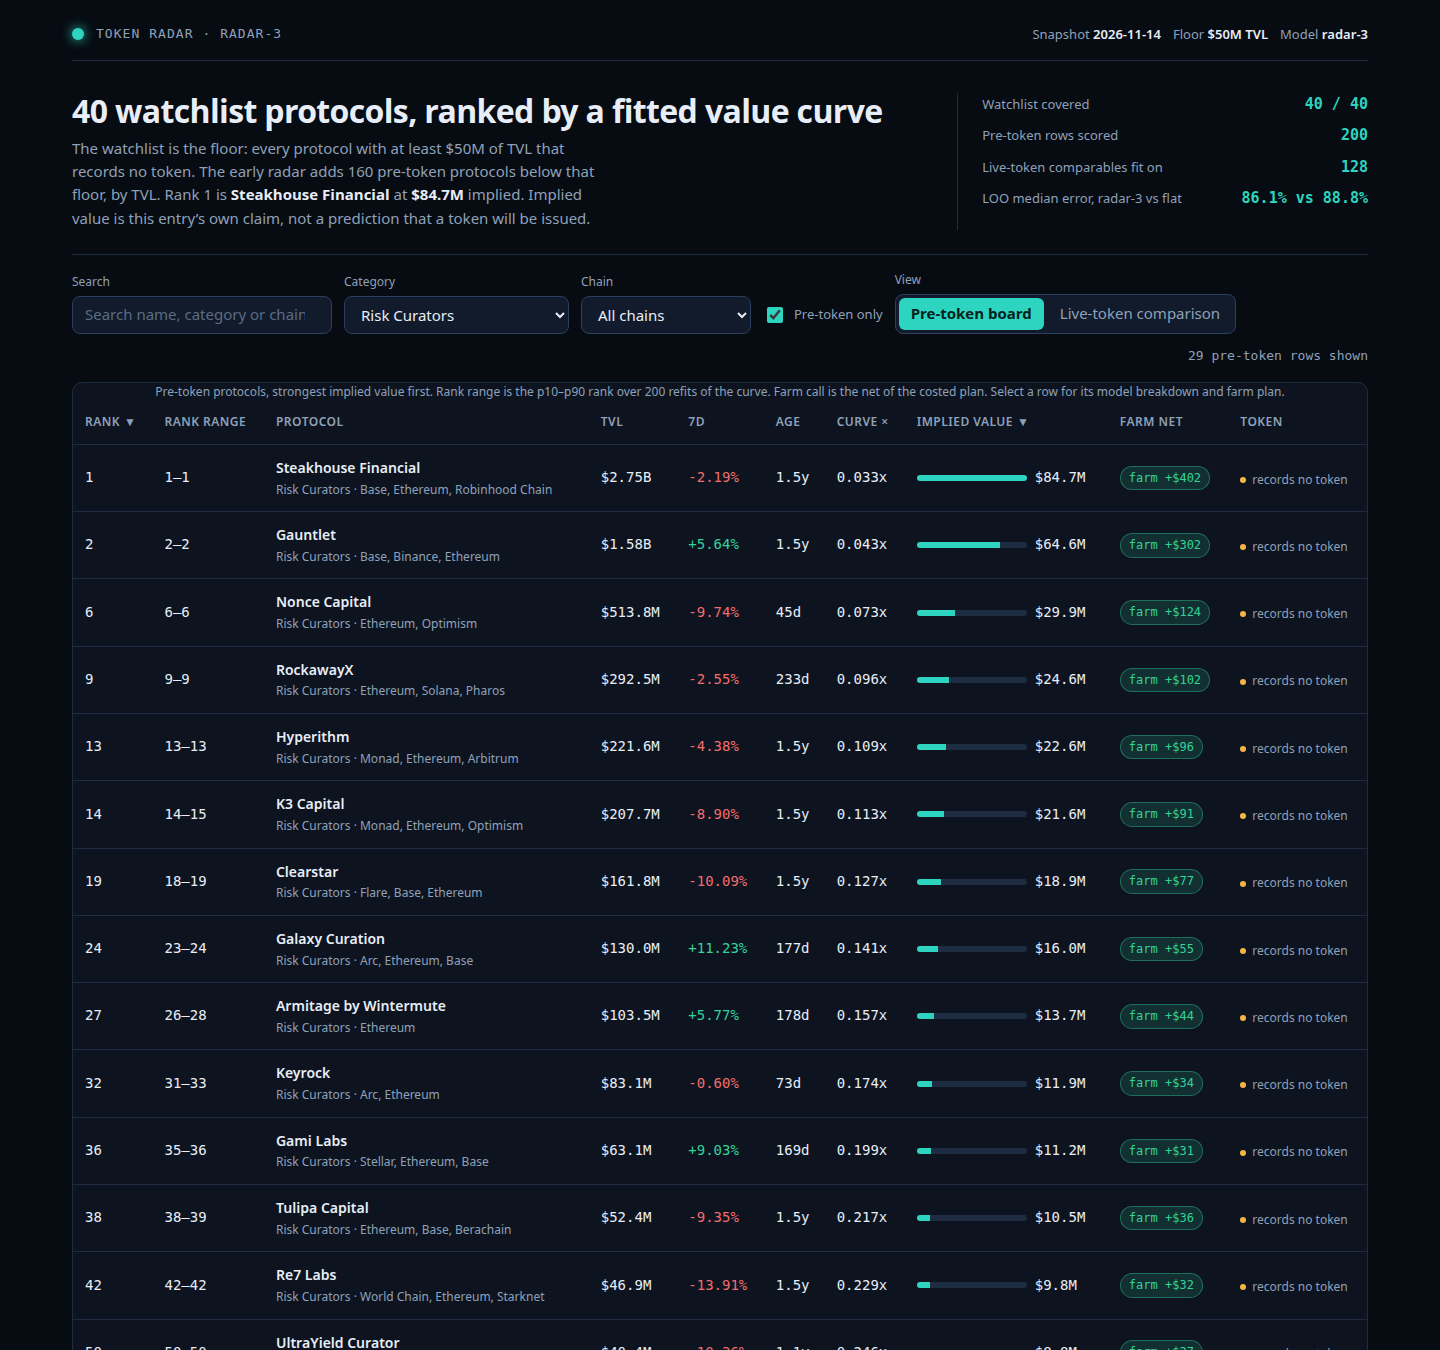 TOKEN RADAR · RADAR-3
Snapshot 2026-11-14 Floor $50M TVL Model radar-3
40 watchlist protocols, ranked by a fitted value curve
The watchlist is the floor: every protocol with at least $50M of TVL that
records no token. The early radar adds 160 pre-token protocols below that
floor, by TVL. Rank 1 is Steakhouse Financial at $84.7M implied. Implied
value is this entry's own claim, not a prediction that a token will be issued.
Watchlist covered 40 / 40
Pre-token rows scored 200
Live-token comparables fit on 128
LOO median error, radar-3 vs flat 86.1% vs 88.8%
Search
Category
Chain
View
Search name, category or chain
Risk Curators
All chains
Pre-token only
Pre-token board
Live-token comparison
29 pre-token rows shown
Pre-token protocols, strongest implied value first. Rank range is the p10–p90 rank over 200 refits of the curve. Farm call is the net of the costed plan. Select a row for its model breakdown and farm plan.
RANK ▼ RANK RANGE PROTOCOL TVL 7D AGE CURVE × IMPLIED VALUE ▼ FARM NET TOKEN
1 1–1 Steakhouse Financial $2.75B -2.19% 1.5y 0.033x $84.7M farm +$402 records no token
Risk Curators · Base, Ethereum, Robinhood Chain
2 2–2 Gauntlet $1.58B +5.64% 1.5y 0.043x $64.6M farm +$302 records no token
Risk Curators · Base, Binance, Ethereum
6 6–6 Nonce Capital $513.8M -9.74% 45d 0.073x $29.9M farm +$124 records no token
Risk Curators · Ethereum, Optimism
9 9–9 RockawayX $292.5M -2.55% 233d 0.096x $24.6M farm +$102 records no token
Risk Curators · Ethereum, Solana, Pharos
13 13–13 Hyperithm $221.6M -4.38% 1.5y 0.109x $22.6M farm +$96 records no token
Risk Curators · Monad, Ethereum, Arbitrum
14 14–15 K3 Capital $207.7M -8.90% 1.5y 0.113x $21.6M farm +$91 records no token
Risk Curators · Monad, Ethereum, Optimism
19 18–19 Clearstar $161.8M -10.09% 1.5y 0.127x $18.9M farm +$77 records no token
Risk Curators · Flare, Base, Ethereum
24 23–24 Galaxy Curation $130.0M +11.23% 177d 0.141x $16.0M farm +$55 records no token
Risk Curators · Arc, Ethereum, Base
27 26–28 Armitage by Wintermute $103.5M +5.77% 178d 0.157x $13.7M farm +$44 records no token
Risk Curators · Ethereum
32 31–33 Keyrock $83.1M -0.60% 73d 0.174x $11.9M farm +$34 records no token
Risk Curators · Arc, Ethereum
36 35–36 Gami Labs $63.1M +9.03% 169d 0.199x $11.2M farm +$31 records no token
Risk Curators · Stellar, Ethereum, Base
38 38–39 Tulipa Capital $52.4M -9.35% 1.5y 0.217x $10.5M farm +$36 records no token
Risk Curators · Ethereum, Base, Berachain
42 42–42 Re7 Labs $46.9M -13.91% 1.5y 0.229x $9.8M farm +$32 records no token
Risk Curators · World Chain, Ethereum, Starknet
UltraYield Curator